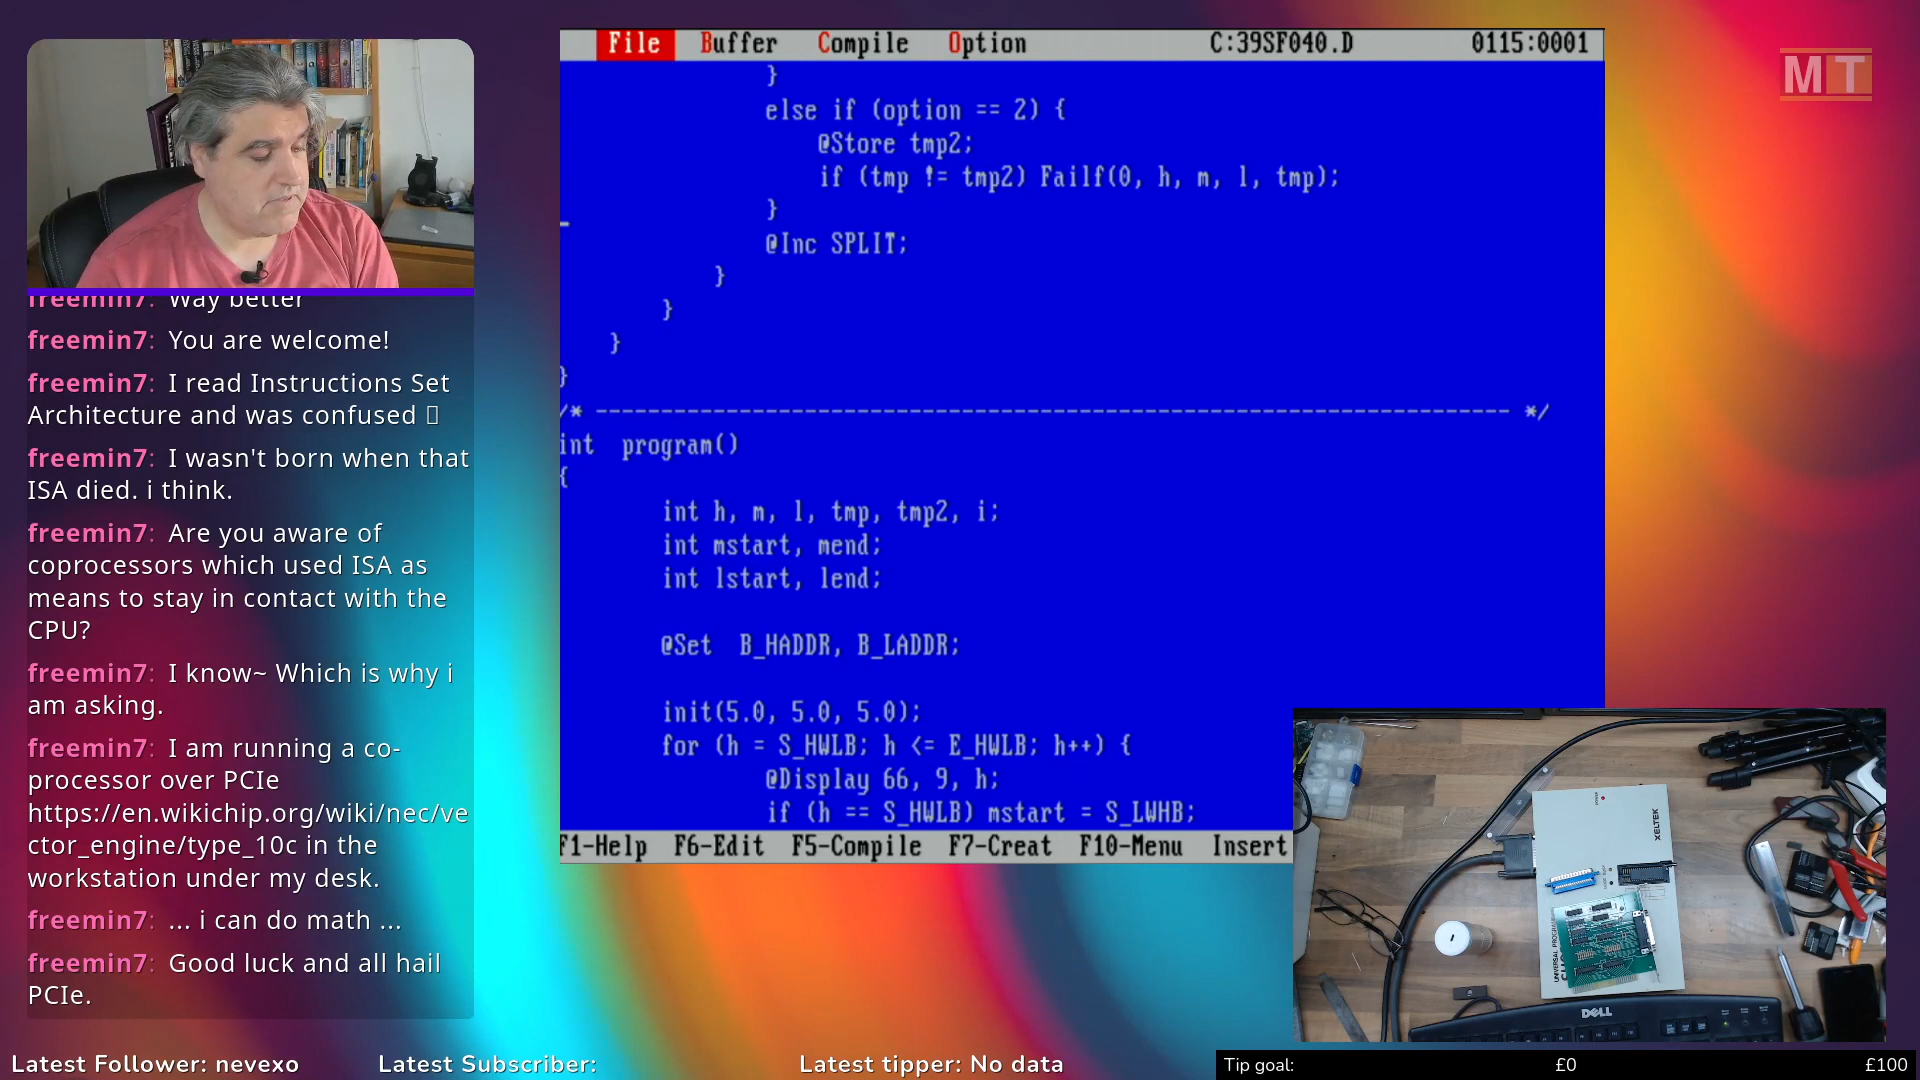 File Buffer Compile Option C:39SF040.D 0115:0001
}
else if (option == 2) {
@Store tmp2;
if (tmp != tmp2) Failf(0, h, m, l, tmp);
}
@Inc SPLIT;
}
}
}
}
/* ---------------------------------------------------------------------- */
int program()
{
int h, m, l, tmp, tmp2, i;
int mstart, mend;
int lstart, lend;
@Set B_HADDR, B_LADDR;
init(5.0, 5.0, 5.0);
for (h = S_HWLB; h <= E_HWLB; h++) {
@Display 66, 9, h;
if (h == S_HWLB) mstart = S_LWHB;
F1-Help F6-Edit F5-Compile F7-Creat F10-Menu Insert
MT
freemin7: Way better
freemin7: You are welcome!
freemin7: I read Instructions Set
Architecture and was confused
freemin7: I wasn't born when that
ISA died. i think.
freemin7: Are you aware of
coprocessors which used ISA as
means to stay in contact with the
CPU?
freemin7: I know~ Which is why i
am asking.
freemin7: I am running a co-
processor over PCIe
https://en.wikichip.org/wiki/nec/ve
ctor_engine/type_10c in the
workstation under my desk.
freemin7: ... i can do math ...
freemin7: Good luck and all hail
PCIe.
XELTEK
DELL
Latest Follower: nevexo
Latest Subscriber:
Latest tipper: No data
Tip goal: £0 £100